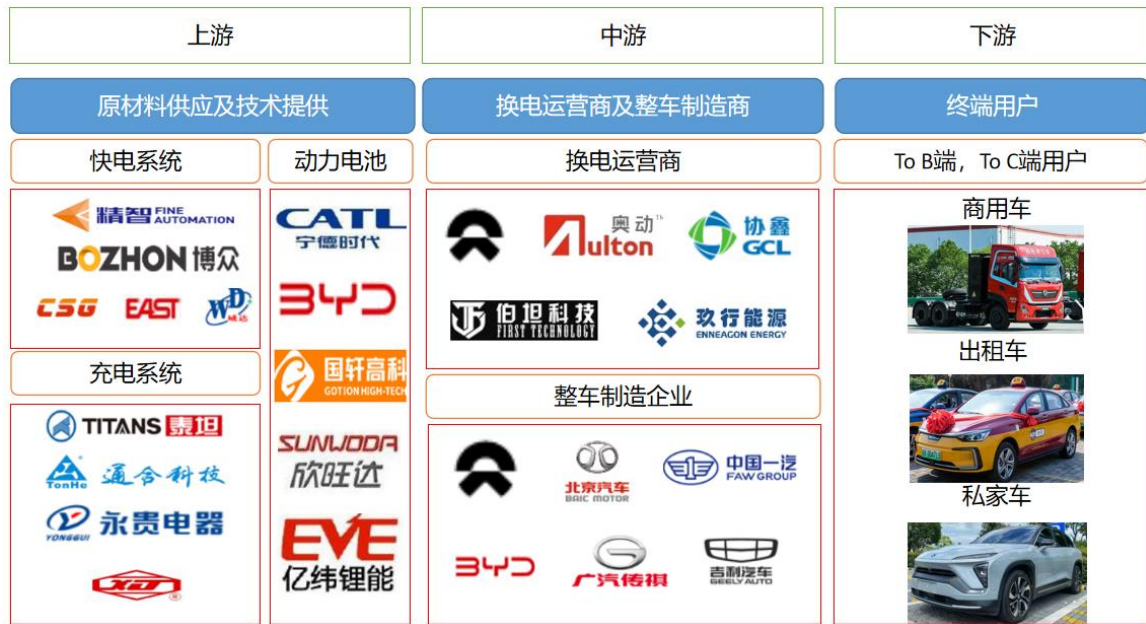 上游
中游
下游
原材料供应及技术提供
换电运营商及整车制造商
终端用户
快电系统
动力电池
换电运营商
To B端，To C端用户
精智 FINE AUTOMATION
BOZHON 博众
CSG
EAST
WD
充电系统
TITANS 泰坦
TonHe 通合科技
YONGGUI 永贵电器
XJ
CATL
宁德时代
BYD
国轩高科
GOTION HIGH-TECH
SUNWODA
欣旺达
EVE
亿纬锂能
奥动™
Aulton
协鑫
GCL
伯坦科技
FIRST TECHNOLOGY
玖行能源
ENNEAGON ENERGY
整车制造企业
北京汽车
BAIC MOTOR
中国一汽
FAW GROUP
BYD
广汽传祺
吉利汽车
GEELY AUTO
商用车
出租车
私家车